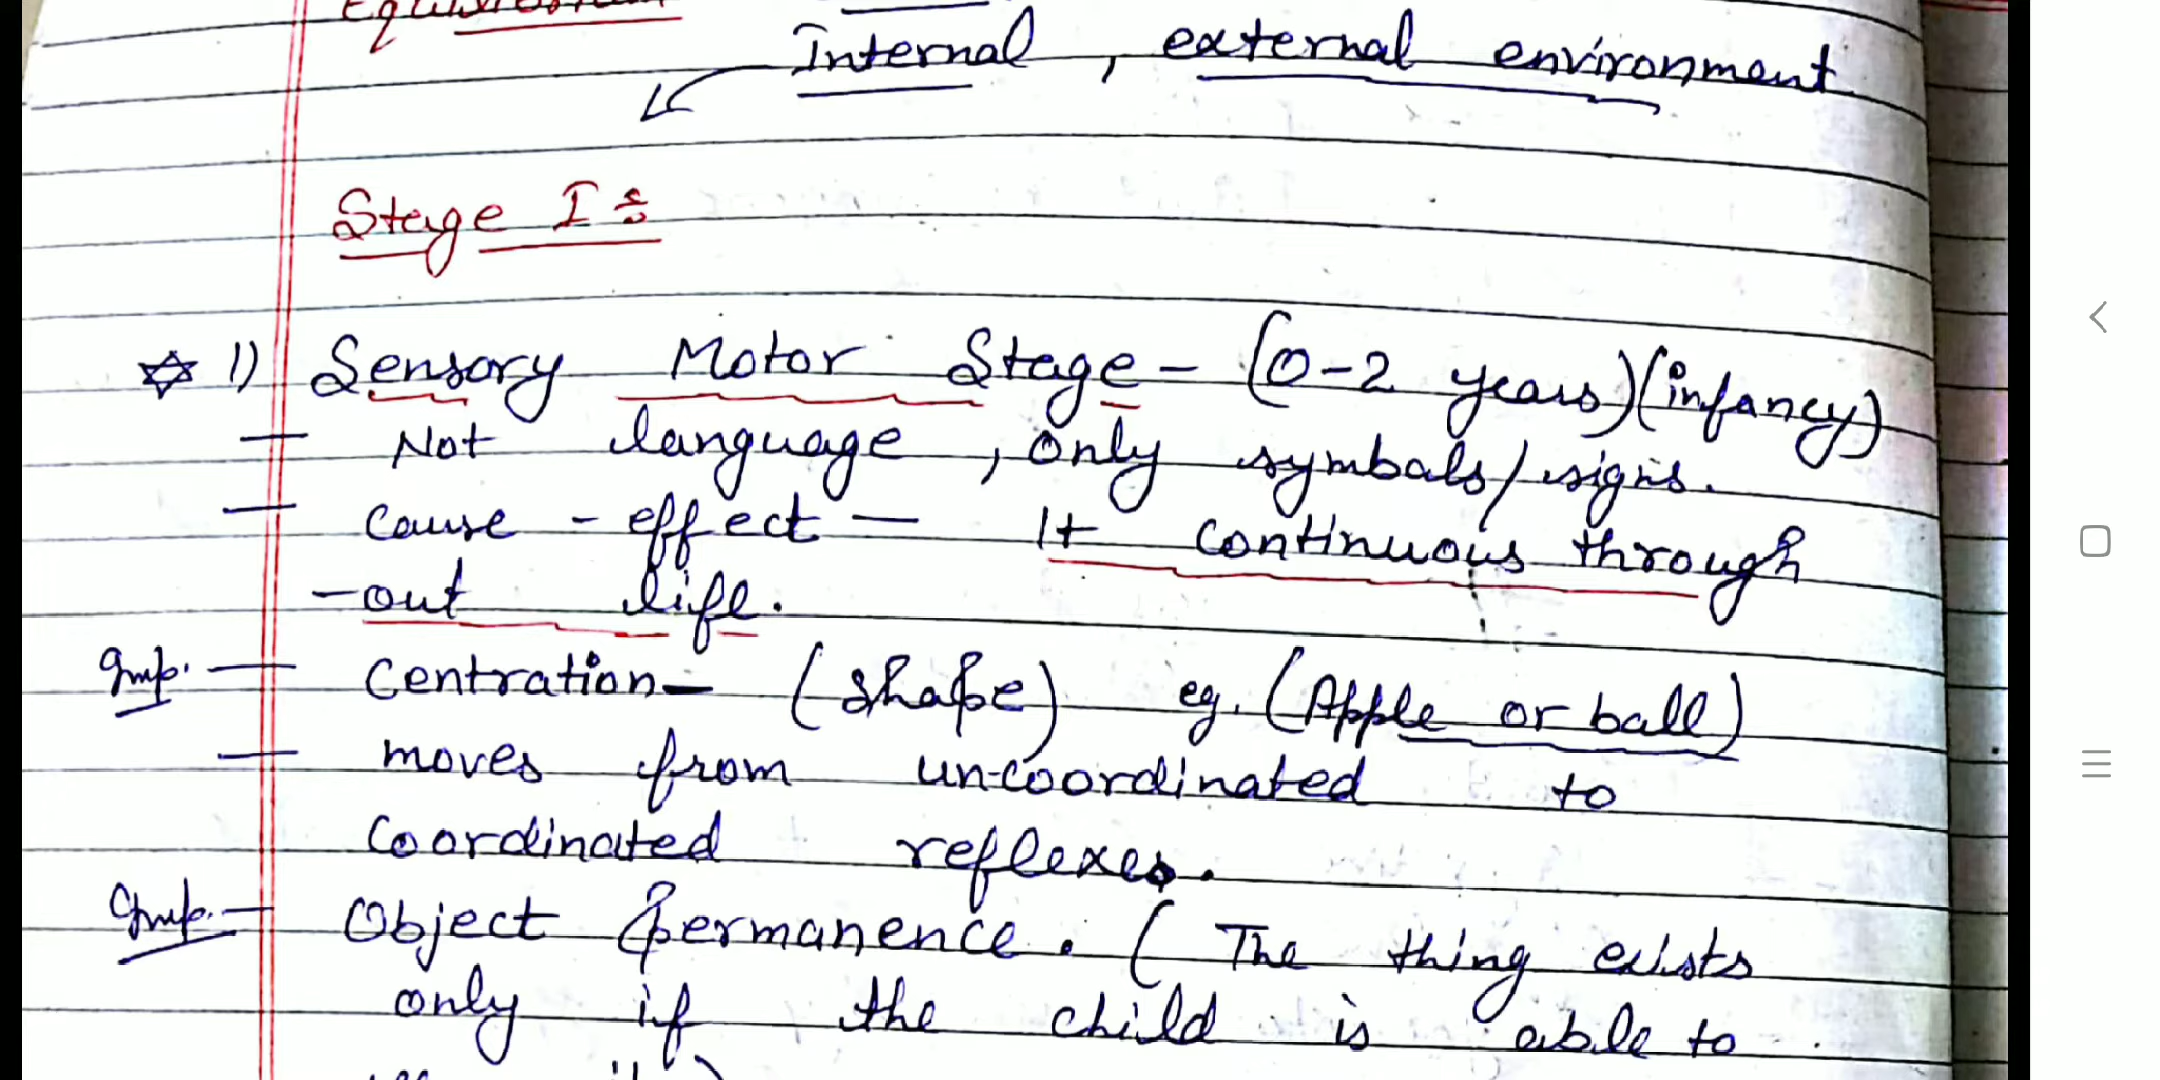 Internal, external environment
Stage I :
1) Sensory Motor Stage - (0-2 years) (infancy)
- Not language, only symbals/signs.
- cause - effect - It continuous through
-out life.
Imp. - Centration - (shape) eg. (Apple or ball)
- moves from un-coordinated to
coordinated reflexes.
Imp. - Object permanence. ( The thing exists
only if the child is able to